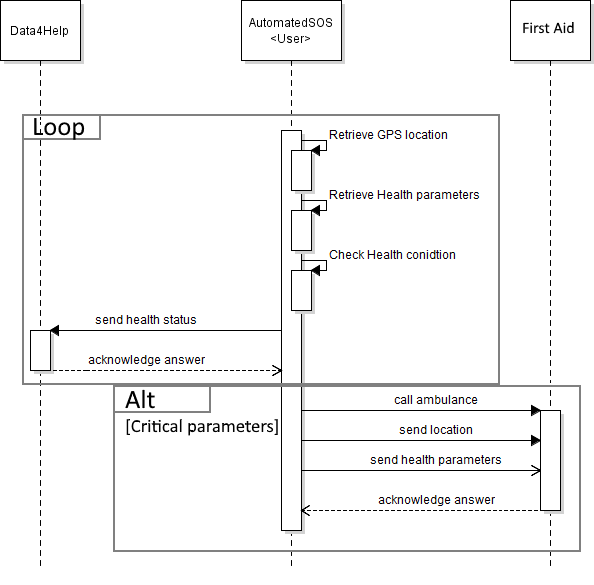 Data4Help
AutomatedSOS
<User>
First Aid
Loop
Retrieve GPS location
Retrieve Health parameters
Check Health conidtion
send health status
acknowledge answer
Alt
[Critical parameters]
call ambulance
send location
send health parameters
acknowledge answer